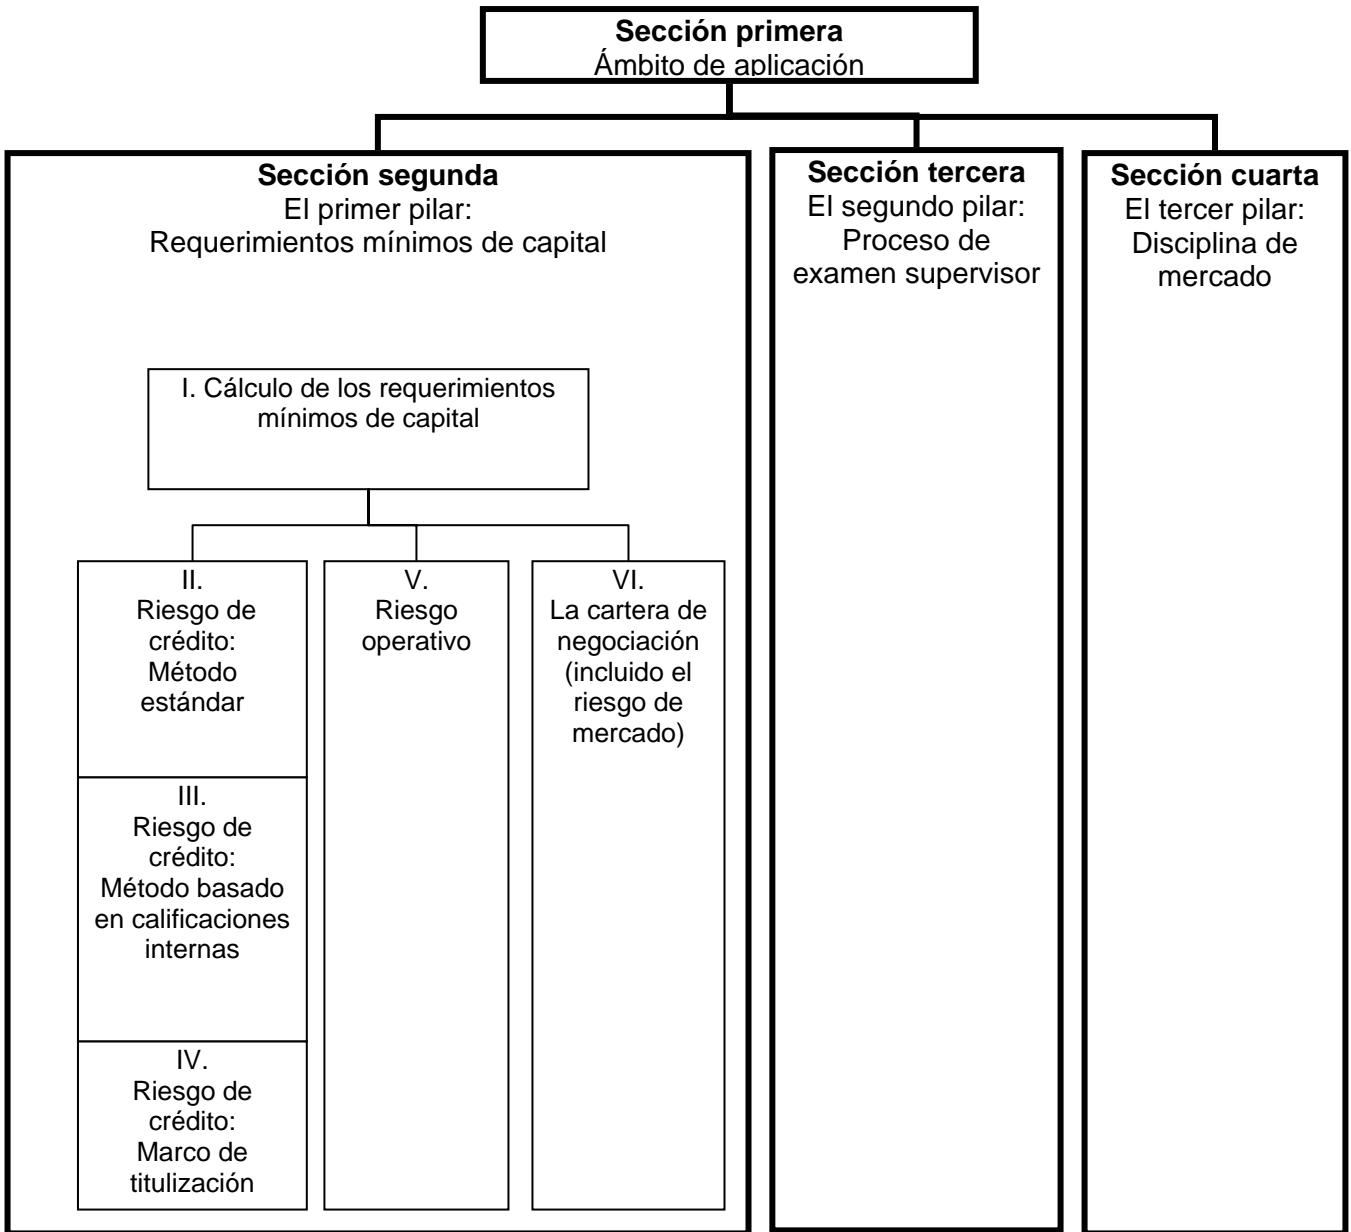 Sección primera
Ámbito de aplicación
Sección segunda
El primer pilar:
Requerimientos mínimos de capital
I. Cálculo de los requerimientos
mínimos de capital
II.
Riesgo de
crédito:
Método
estándar
III.
Riesgo de
crédito:
Método basado
en calificaciones
internas
IV.
Riesgo de
crédito:
Marco de
titulización
V.
Riesgo
operativo
VI.
La cartera de
negociación
(incluido el
riesgo de
mercado)
Sección tercera
El segundo pilar:
Proceso de
examen supervisor
Sección cuarta
El tercer pilar:
Disciplina de
mercado